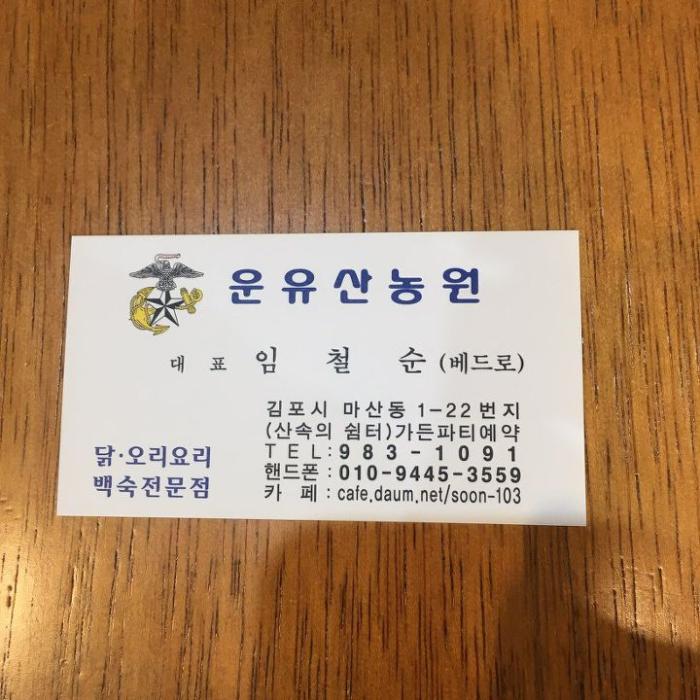 운유산농원
대 표 임 철 순 (베드로)
김포시 마산동 1-22번지
(산속의 쉼터)가든파티예약
TEL:983-1091
핸드폰:010-9445-3559
카 페:cafe.daum.net/soon-103
닭·오리요리
백숙전문점